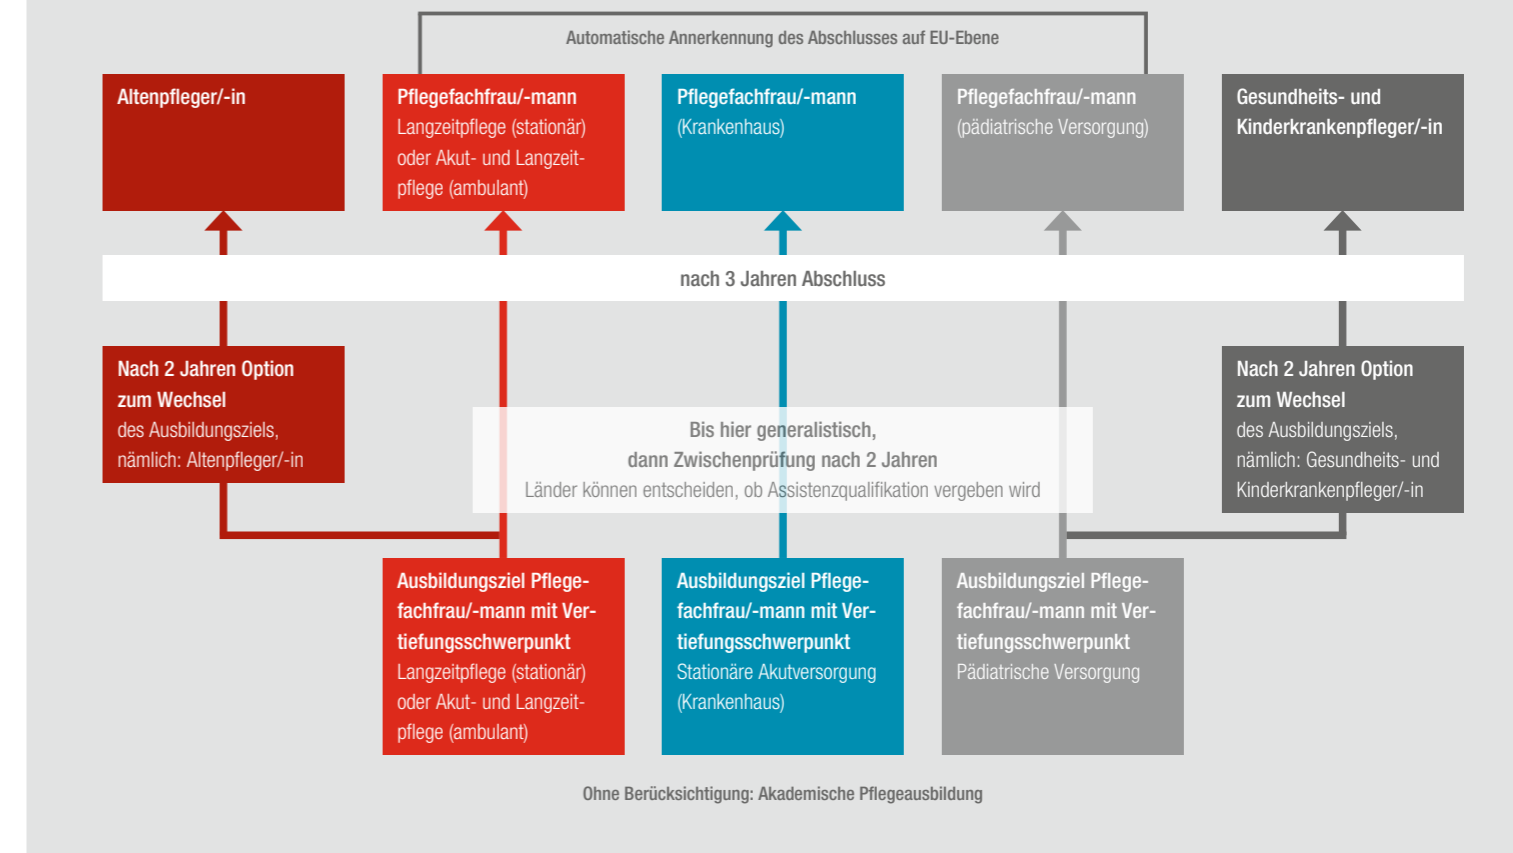 Automatische Annerkennung des Abschlusses auf EU-Ebene
Altenpfleger/-in
Pflegefachfrau/-mann
Langzeitpflege (stationär)
oder Akut- und Langzeit-
pflege (ambulant)
Pflegefachfrau/-mann
(Krankenhaus)
Pflegefachfrau/-mann
(pädiatrische Versorgung)
Gesundheits- und
Kinderkrankenpfleger/-in
nach 3 Jahren Abschluss
Nach 2 Jahren Option
zum Wechsel
des Ausbildungsziels,
nämlich: Altenpfleger/-in
Bis hier generalistisch,
dann Zwischenprüfung nach 2 Jahren
Länder können entscheiden, ob Assistenzqualifikation vergeben wird
Nach 2 Jahren Option
zum Wechsel
des Ausbildungsziels,
nämlich: Gesundheits- und
Kinderkrankenpfleger/-in
Ausbildungsziel Pflege-
fachfrau/-mann mit Ver-
tiefungsschwerpunkt
Langzeitpflege (stationär)
oder Akut- und Langzeit-
pflege (ambulant)
Ausbildungsziel Pflege-
fachfrau/-mann mit Ver-
tiefungsschwerpunkt
Stationäre Akutversorgung
(Krankenhaus)
Ausbildungsziel Pflege-
fachfrau/-mann mit Ver-
tiefungsschwerpunkt
Pädiatrische Versorgung
Ohne Berücksichtigung: Akademische Pflegeausbildung